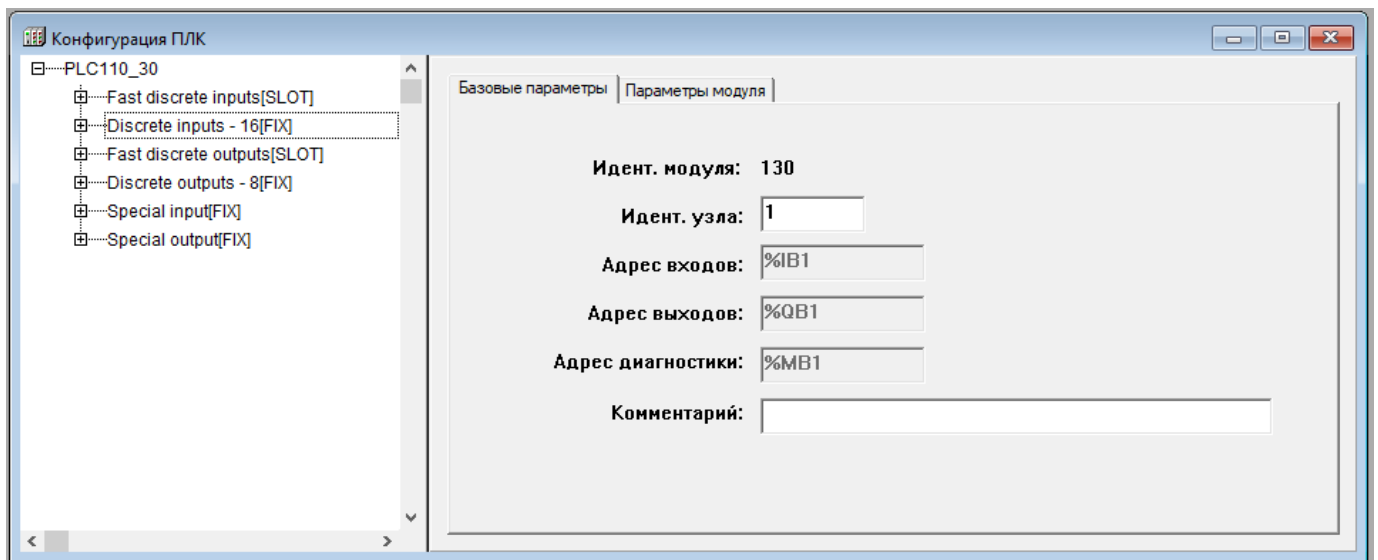 Конфигурация ПЛК
PLC110_30
Fast discrete inputs[SLOT]
Discrete inputs - 16[FIX]
Fast discrete outputs[SLOT]
Discrete outputs - 8[FIX]
Special input[FIX]
Special output[FIX]
Базовые параметры Параметры модуля
Идент. модуля: 130
Идент. узла: 1
Адрес входов: %IB1
Адрес выходов: %QB1
Адрес диагностики: %MB1
Комментарий: